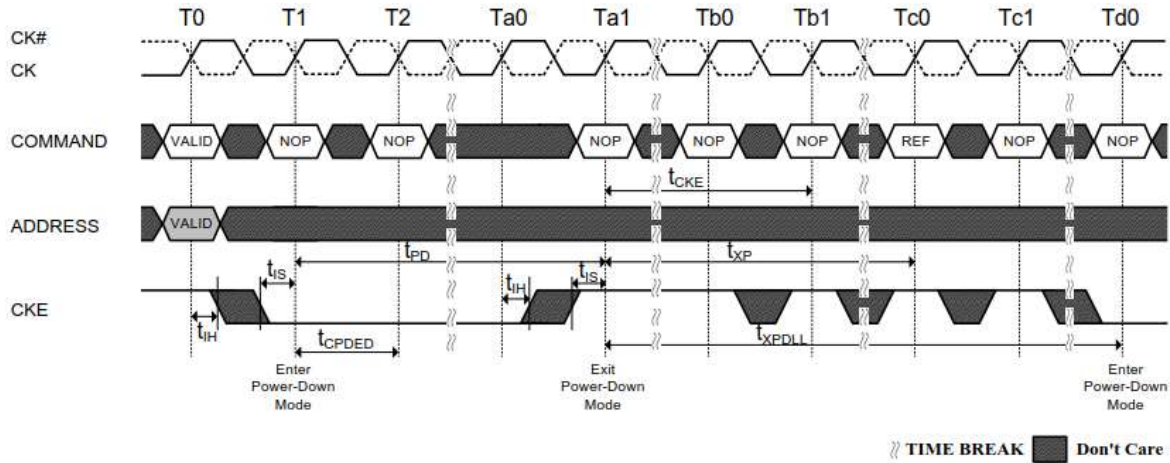 T0 T1 T2 Ta0 Ta1 Tb0 Tb1 Tc0 Tc1 Td0
CK#
CK
COMMAND VALID NOP NOP NOP NOP NOP REF NOP NOP
tCKE
ADDRESS VALID
tPD tXP
tIS tIH tIS
CKE
tIH tCPDED tXPDLL
Enter
Power-Down
Mode
Exit
Power-Down
Mode
Enter
Power-Down
Mode
TIME BREAK Don't Care